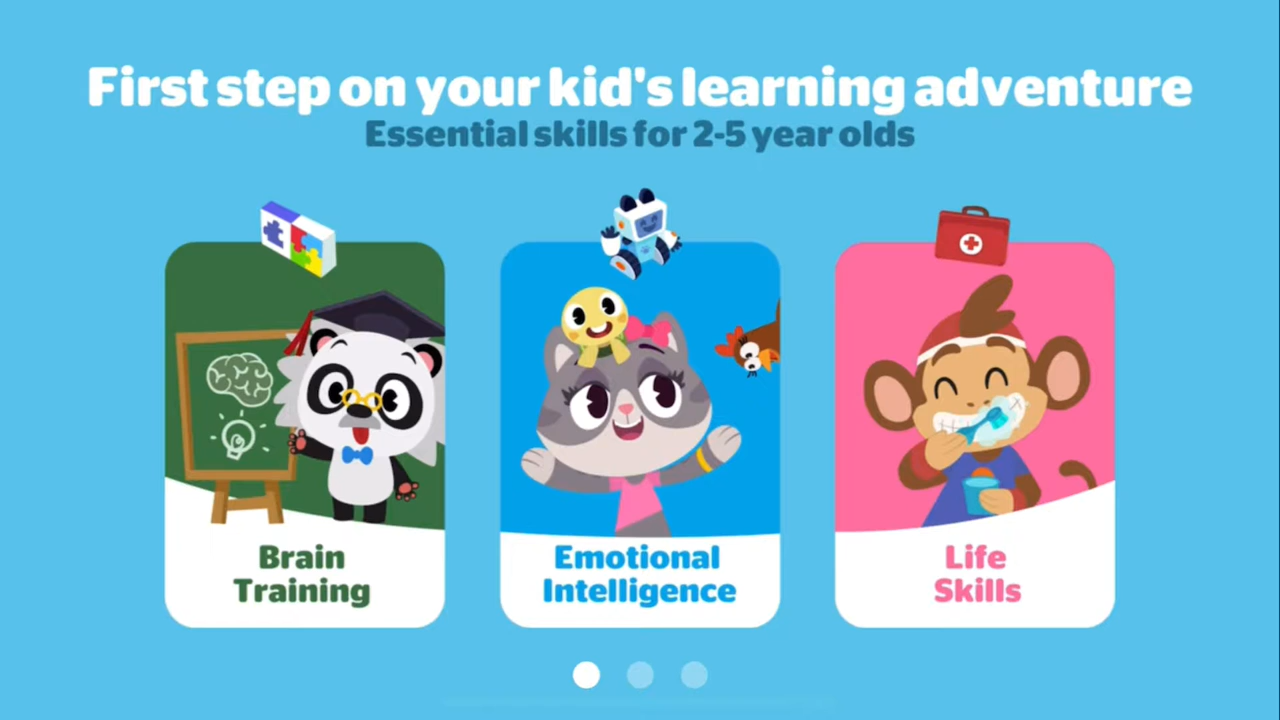 First step on your kid's learning adventure
Essential skills for 2-5 year olds
Brain
Training
Emotional
Intelligence
Life
Skills